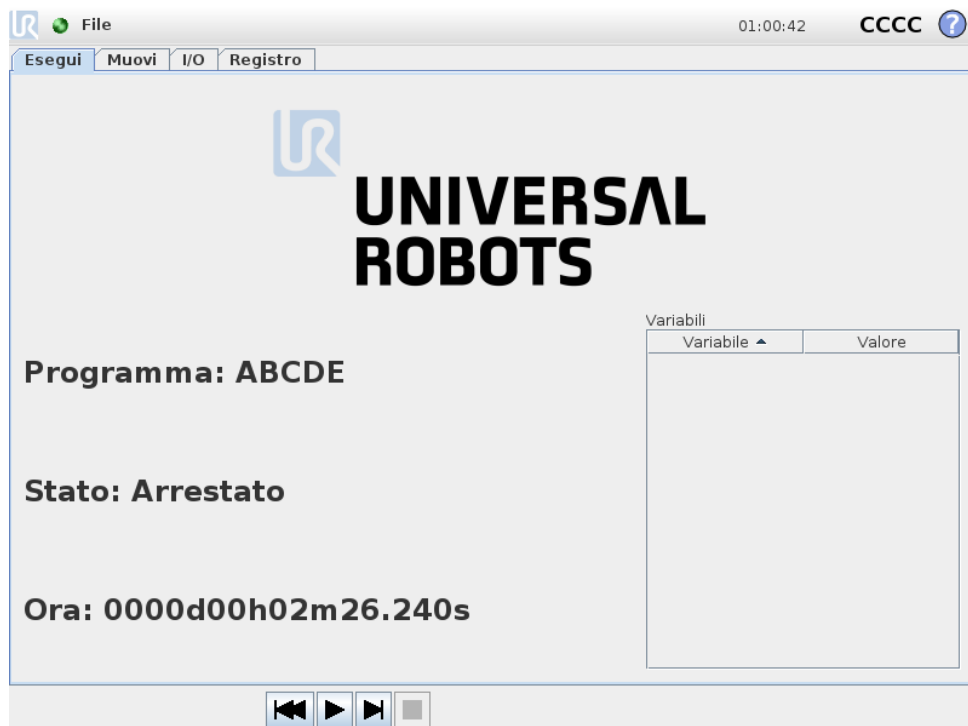 File 01:00:42 CCCC ?
Esegui Muovi I/O Registro
UR
UNIVERSAL
ROBOTS
Variabili
Variabile Valore
Programma: ABCDE
Stato: Arrestato
Ora: 0000d00h02m26.240s